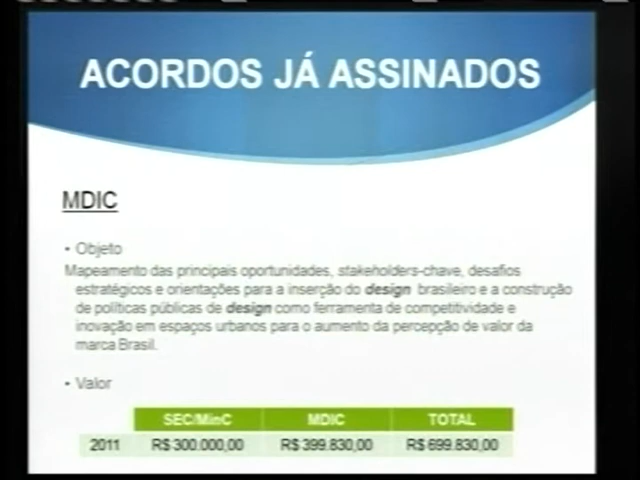 ACORDOS JÁ ASSINADOS
MDIC
• Objeto
Mapeamento das principais oportunidades, stakeholders-chave, desafios
estratégicos e orientações para a inserção do design brasileiro e a construção
de políticas públicas de design como ferramenta de competitividade e
inovação em espaços urbanos para o aumento da percepção de valor da
marca Brasil.
• Valor
SEC/MinC MDIC TOTAL
2011 R$ 300.000,00 R$ 399.830,00 R$ 699.830,00